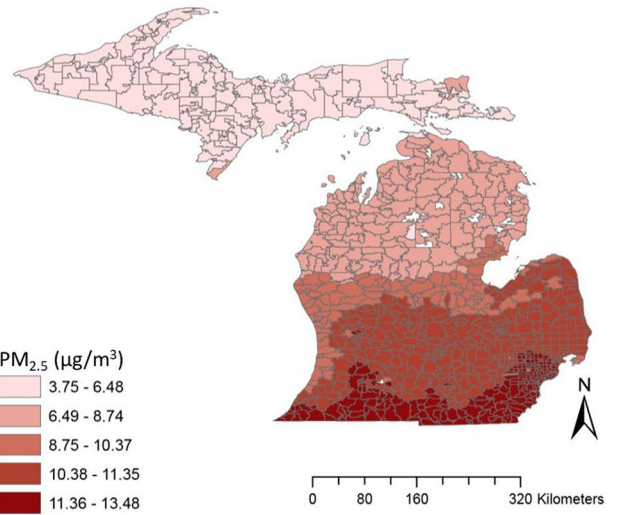 PM2.5 (µg/m³)
3.75 - 6.48
6.49 - 8.74
8.75 - 10.37
10.38 - 11.35
11.36 - 13.48
N
0 80 160 320 Kilometers